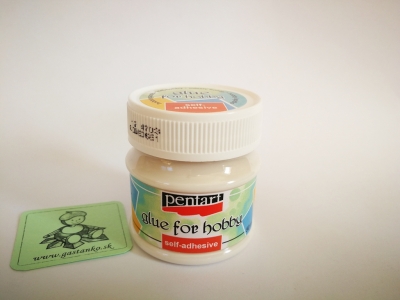 glue
for hobby
self-
adhesive
pentart
glue for hobby
self-adhesive
www.gastanko.sk